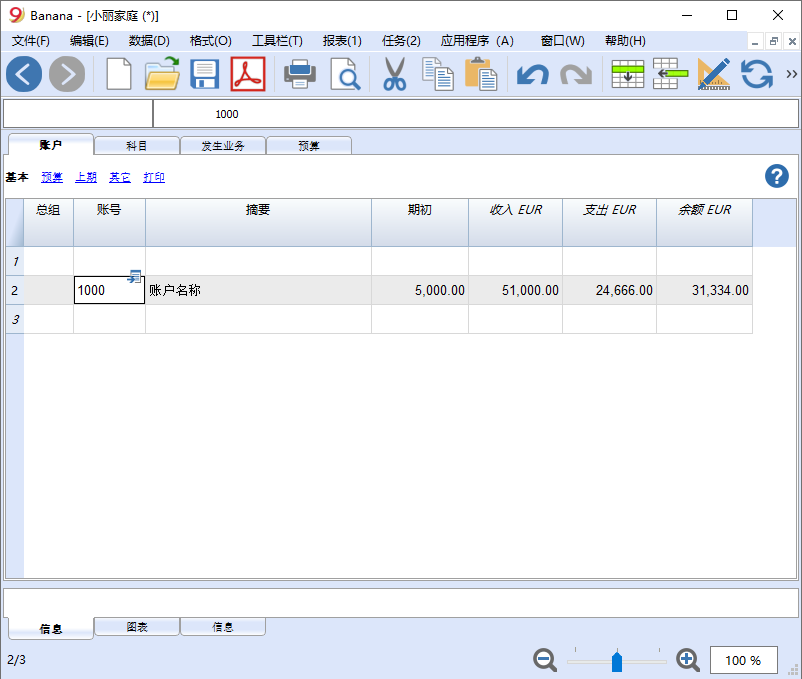 Banana - [小丽家庭 (*)]
文件(F) 编辑(E) 数据(D) 格式(O) 工具栏(T) 报表(1) 任务(2) 应用程序（A） 窗口(W) 帮助(H)
1000
账户 科目 发生业务 预算
基本 预算 上期 其它 打印
总组 账号 摘要 期初 收入 EUR 支出 EUR 余额 EUR
1
2 1000 账户名称 5,000.00 51,000.00 24,666.00 31,334.00
3
信息 图表 信息
2/3 100 %